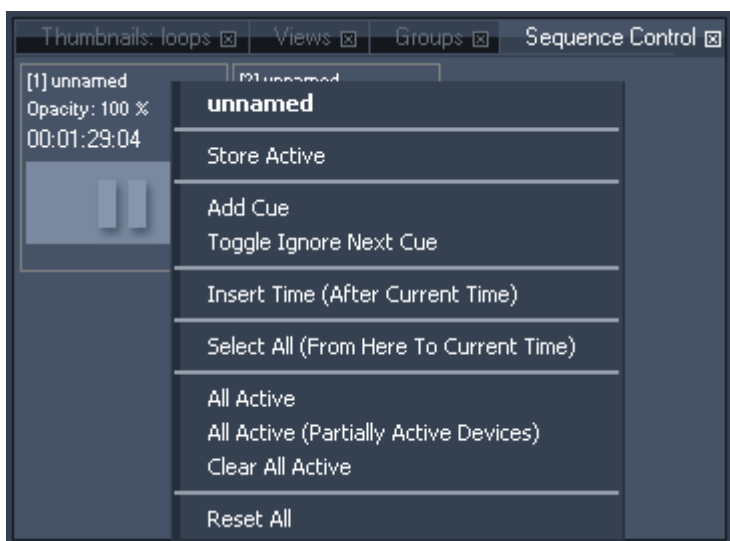 Thumbnails: loops Views Groups Sequence Control
[1] unnamed [2] unnamed
Opacity: 100 %
00:01:29:04
unnamed
Store Active
Add Cue
Toggle Ignore Next Cue
Insert Time (After Current Time)
Select All (From Here To Current Time)
All Active
All Active (Partially Active Devices)
Clear All Active
Reset All